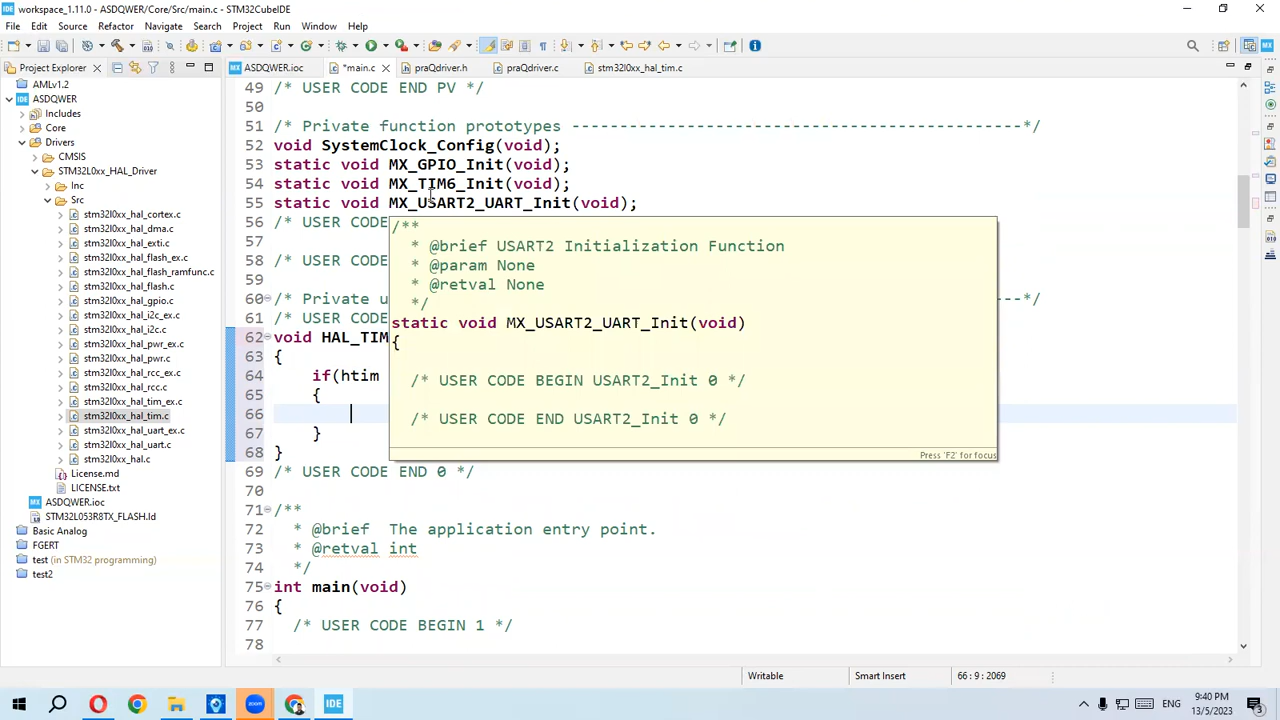 IDE workspace_1.11.0 - ASDQWER/Core/Src/main.c - STM32CubeIDE
File Edit Source Refactor Navigate Search Project Run Window Help
Project Explorer
ASDQWER.ioc *main.c praQdriver.h praQdriver.c stm32l0xx_hal_tim.c
AMLv1.2
ASDQWER
Includes
Core
Drivers
CMSIS
STM32L0xx_HAL_Driver
Inc
Src
stm32l0xx_hal_cortex.c
stm32l0xx_hal_dma.c
stm32l0xx_hal_exti.c
stm32l0xx_hal_flash_ex.c
stm32l0xx_hal_flash_ramfunc.c
stm32l0xx_hal_flash.c
stm32l0xx_hal_gpio.c
stm32l0xx_hal_i2c_ex.c
stm32l0xx_hal_i2c.c
stm32l0xx_hal_pwr_ex.c
stm32l0xx_hal_pwr.c
stm32l0xx_hal_rcc_ex.c
stm32l0xx_hal_rcc.c
stm32l0xx_hal_tim_ex.c
stm32l0xx_hal_tim.c
stm32l0xx_hal_uart_ex.c
stm32l0xx_hal_uart.c
stm32l0xx_hal.c
License.md
LICENSE.txt
MX ASDQWER.ioc
STM32L053R8TX_FLASH.ld
Basic Analog
FGERT
test (in STM32 programming)
test2
49 /* USER CODE END PV */
50
51 /* Private function prototypes -----------------------------------------------*/
52 void SystemClock_Config(void);
53 static void MX_GPIO_Init(void);
54 static void MX_TIM6_Init(void);
55 static void MX_USART2_UART_Init(void);
56 /* USER CODE
57
58 /* USER CODE
59
60 /* Private u --*/
61 /* USER CODE
62 void HAL_TIM
63 {
64 if(htim
65 {
66
67 }
68 }
69 /* USER CODE END 0 */
70
71 /**
72 * @brief The application entry point.
73 * @retval int
74 */
75 int main(void)
76 {
77 /* USER CODE BEGIN 1 */
78
/**
* @brief USART2 Initialization Function
* @param None
* @retval None
*/
static void MX_USART2_UART_Init(void)
{
/* USER CODE BEGIN USART2_Init 0 */
/* USER CODE END USART2_Init 0 */
Press 'F2' for focus
Writable Smart Insert 66 : 9 : 2069
zoom IDE ENG 9:40 PM
13/5/2023
3